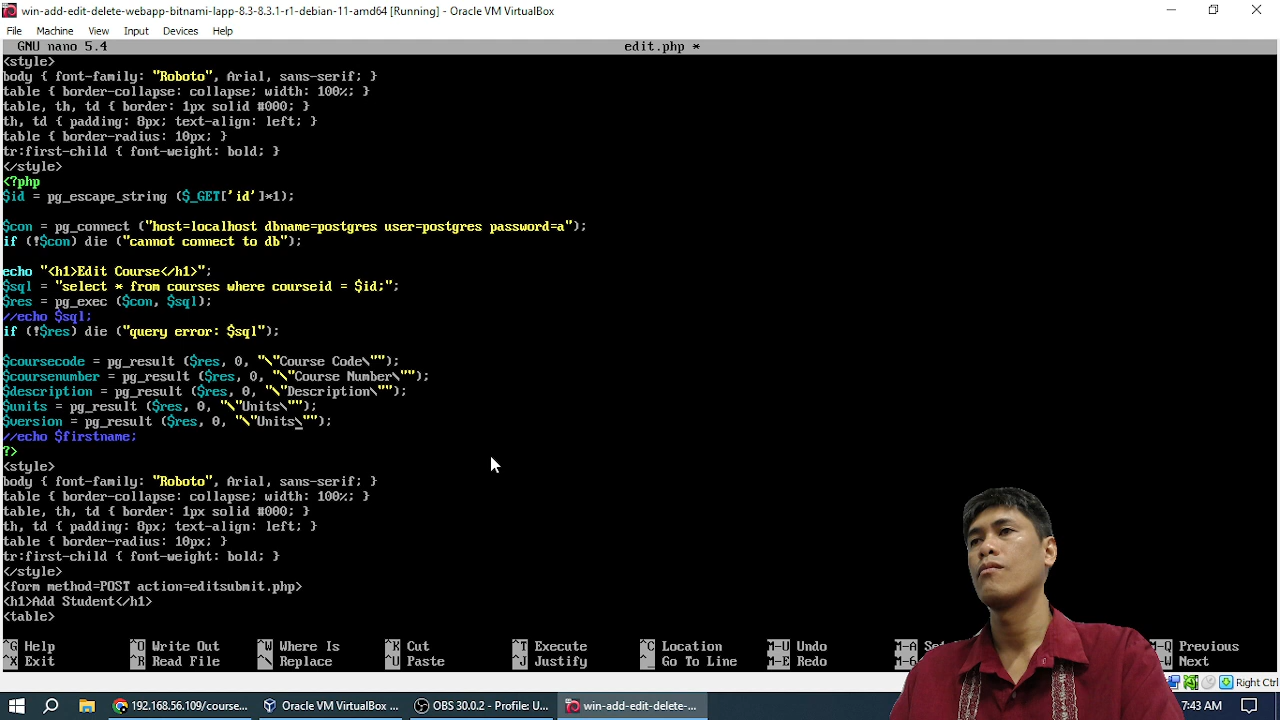 win-add-edit-delete-webapp-bitnami-lapp-8.3-8.3.1-r1-debian-11-amd64 [Running] - Oracle VM VirtualBox
File Machine View Input Devices Help
GNU nano 5.4 edit.php *
<style>
body { font-family: "Roboto", Arial, sans-serif; }
table { border-collapse: collapse; width: 100%; }
table, th, td { border: 1px solid #000; }
th, td { padding: 8px; text-align: left; }
table { border-radius: 10px; }
tr:first-child { font-weight: bold; }
</style>
<?php
$id = pg_escape_string ($_GET['id']*1);
$con = pg_connect ("host=localhost dbname=postgres user=postgres password=a");
if (!$con) die ("cannot connect to db");
echo "<h1>Edit Course</h1>";
$sql = "select * from courses where courseid = $id;";
$res = pg_exec ($con, $sql);
//echo $sql;
if (!$res) die ("query error: $sql");
$coursecode = pg_result ($res, 0, "\"Course Code\"");
$coursenumber = pg_result ($res, 0, "\"Course Number\"");
$description = pg_result ($res, 0, "\"Description\"");
$units = pg_result ($res, 0, "\"Units\"");
$version = pg_result ($res, 0, "\"Units\"");
//echo $firstname;
?>
<style>
body { font-family: "Roboto", Arial, sans-serif; }
table { border-collapse: collapse; width: 100%; }
table, th, td { border: 1px solid #000; }
th, td { padding: 8px; text-align: left; }
table { border-radius: 10px; }
tr:first-child { font-weight: bold; }
</style>
<form method=POST action=editsubmit.php>
<h1>Add Student</h1>
<table>
^G Help ^O Write Out ^W Where Is ^K Cut ^T Execute ^C Location M-U Undo M-A M-Q Previous
^X Exit ^R Read File ^\ Replace ^U Paste ^J Justify ^_ Go To Line M-E Redo M-6 M-W Next
Right Ctrl
192.168.56.109/course... Oracle VM VirtualBox ... OBS 30.0.2 - Profile: U... win-add-edit-delete-... 7:43 AM